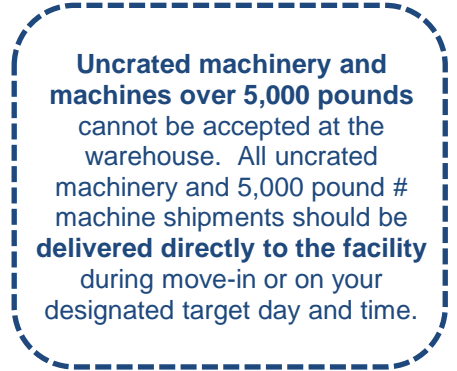 Uncrated machinery and
machines over 5,000 pounds
cannot be accepted at the
warehouse.  All uncrated
machinery and 5,000 pound #
machine shipments should be
delivered directly to the facility
during move-in or on your
designated target day and time.